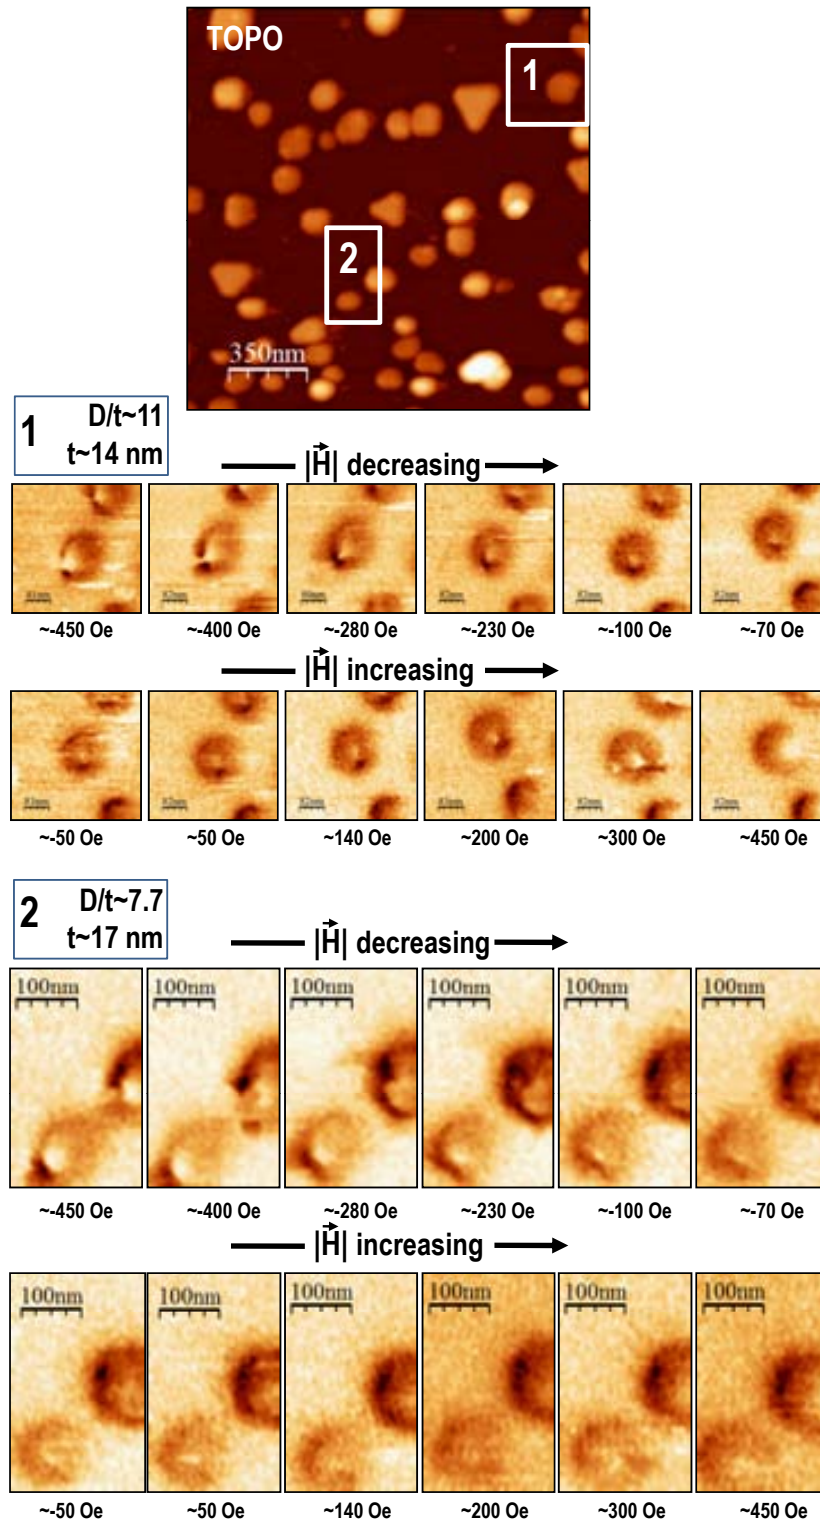 TOPO
1
2
350nm
1 D/t~11
t~14 nm
|H| decreasing
~-450 Oe ~-400 Oe ~-280 Oe ~-230 Oe ~-100 Oe ~-70 Oe
|H| increasing
~-50 Oe ~50 Oe ~140 Oe ~200 Oe ~300 Oe ~450 Oe
2 D/t~7.7
t~17 nm
|H| decreasing
100nm 100nm 100nm 100nm 100nm 100nm
~-450 Oe ~-400 Oe ~-280 Oe ~-230 Oe ~-100 Oe ~-70 Oe
|H| increasing
100nm 100nm 100nm 100nm 100nm 100nm
~-50 Oe ~50 Oe ~140 Oe ~200 Oe ~300 Oe ~450 Oe